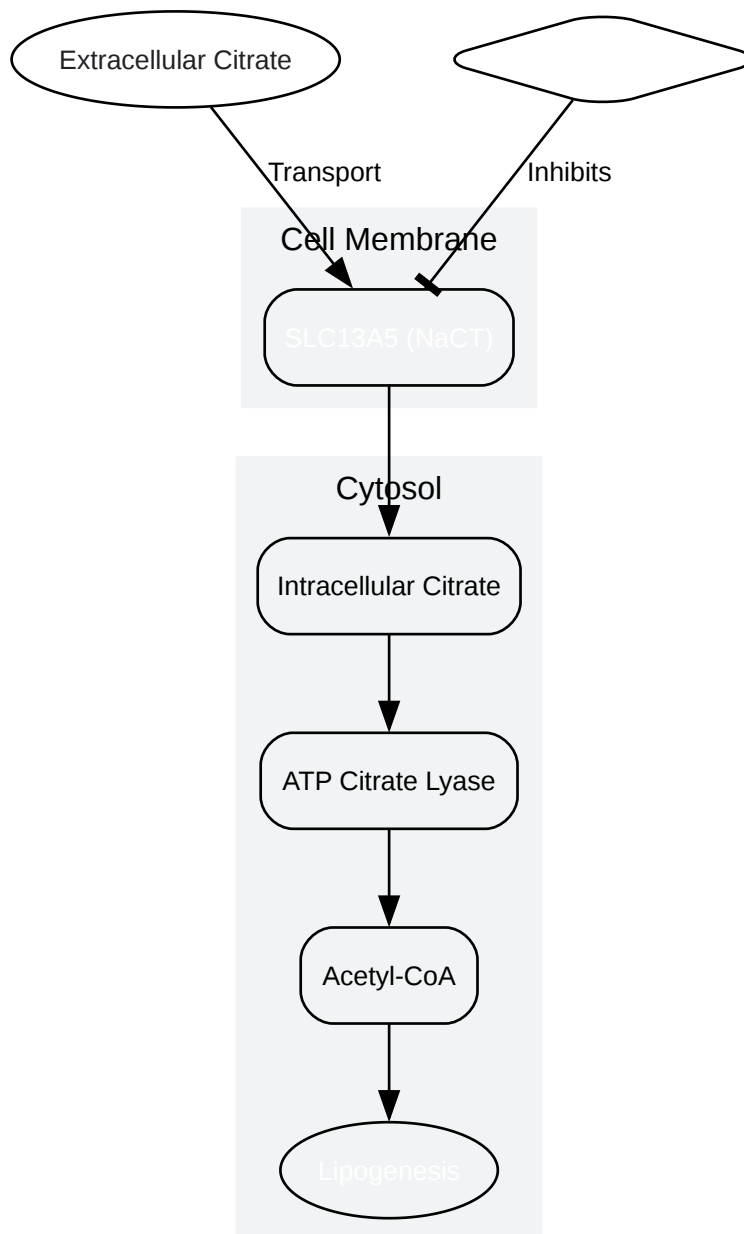 Extracellular Citrate
Transport
Inhibits
Cell Membrane
SLC13A5 (NaCT)
Cytosol
Intracellular Citrate
ATP Citrate Lyase
Acetyl-CoA
Lipogenesis